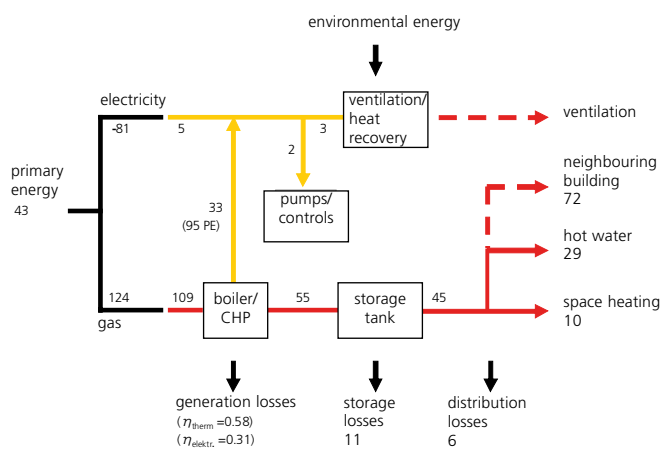 environmental energy
electricity
-81
5
3
ventilation/
heat
recovery
ventilation
2
primary
energy
43
33
(95 PE)
pumps/
controls
neighbouring
building
72
hot water
29
124
gas
109
boiler/
CHP
55
storage
tank
45
space heating
10
generation losses
(η therm =0.58)
(η elektr. =0.31)
storage
losses
11
distribution
losses
6